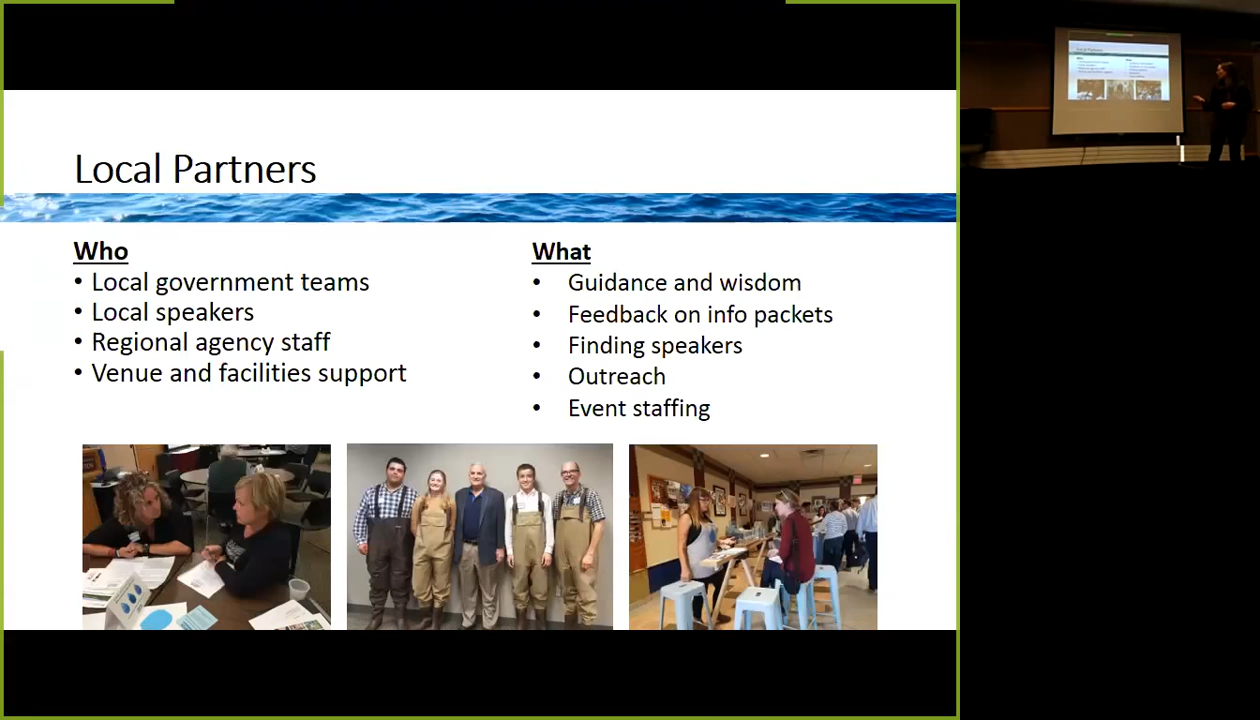 Local Partners
Who
• Local government teams
• Local speakers
• Regional agency staff
• Venue and facilities support
What
• Guidance and wisdom
• Feedback on info packets
• Finding speakers
• Outreach
• Event staffing